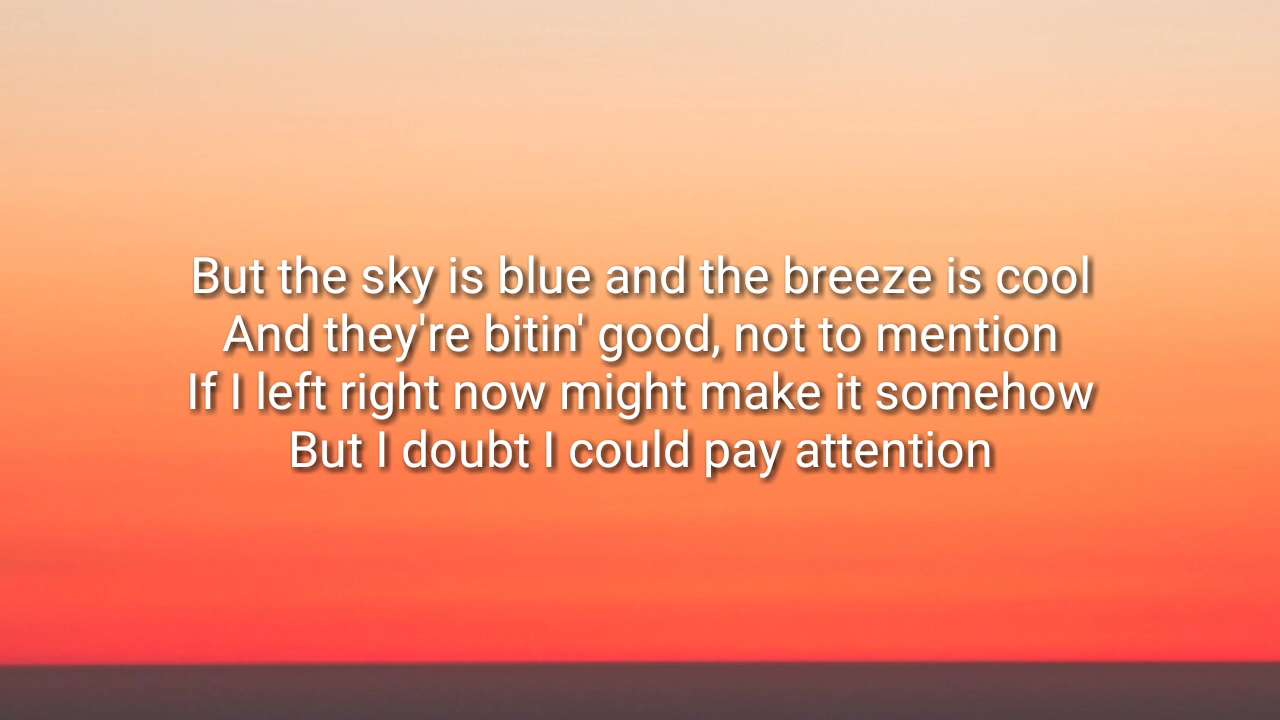 But the sky is blue and the breeze is cool
And they're bitin' good, not to mention
If I left right now might make it somehow
But I doubt I could pay attention